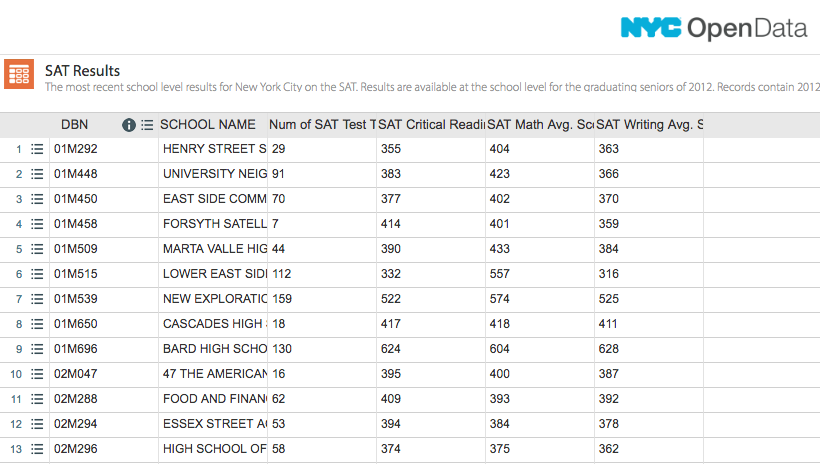 NYC OpenData
SAT Results
The most recent school level results for New York City on the SAT. Results are available at the school level for the graduating seniors of 2012. Records contain 2012
DBN SCHOOL NAME Num of SAT Test T SAT Critical Readi SAT Math Avg. Sc SAT Writing Avg. S
1 01M292 HENRY STREET S 29 355 404 363
2 01M448 UNIVERSITY NEIG 91 383 423 366
3 01M450 EAST SIDE COMM 70 377 402 370
4 01M458 FORSYTH SATELL 7 414 401 359
5 01M509 MARTA VALLE HIG 44 390 433 384
6 01M515 LOWER EAST SID 112 332 557 316
7 01M539 NEW EXPLORATIO 159 522 574 525
8 01M650 CASCADES HIGH 18 417 418 411
9 01M696 BARD HIGH SCHO 130 624 604 628
10 02M047 47 THE AMERICAN 16 395 400 387
11 02M288 FOOD AND FINAN 62 409 393 392
12 02M294 ESSEX STREET A 53 394 384 378
13 02M296 HIGH SCHOOL OF 58 374 375 362